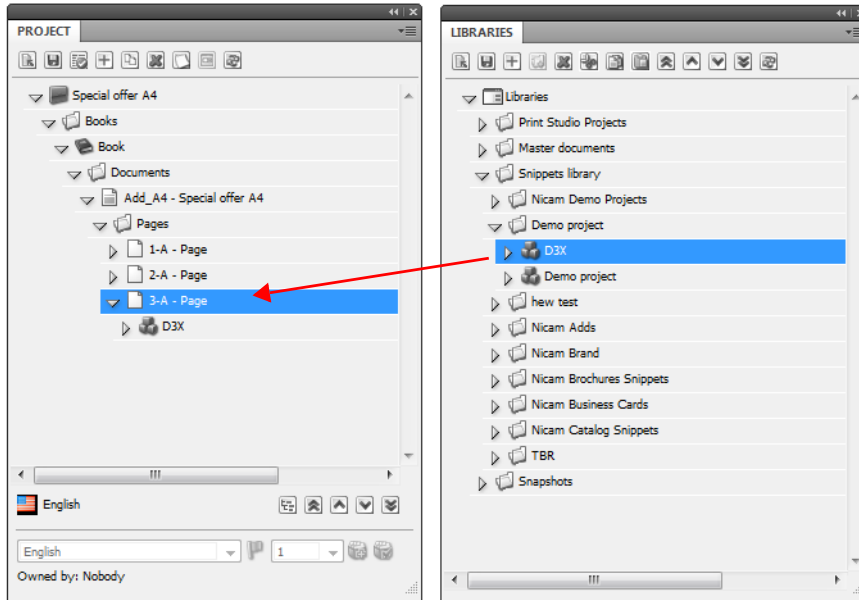 PROJECT
Special offer A4
Books
Book
Documents
Add_A4 - Special offer A4
Pages
1-A - Page
2-A - Page
3-A - Page
D3X
English
English
1
Owned by: Nobody
LIBRARIES
Libraries
Print Studio Projects
Master documents
Snippets library
Nicam Demo Projects
Demo project
D3X
Demo project
hew test
Nicam Adds
Nicam Brand
Nicam Brochures Snippets
Nicam Business Cards
Nicam Catalog Snippets
TBR
Snapshots